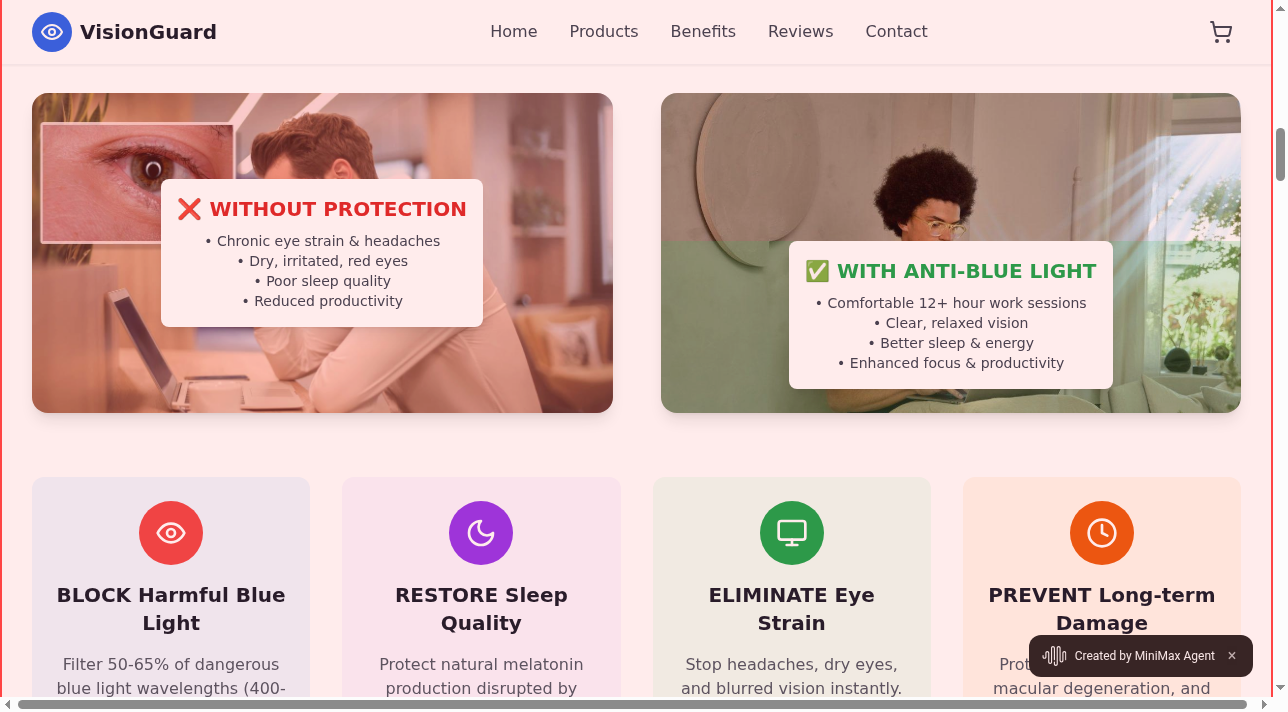 VisionGuard
Home
Products
Benefits
Reviews
Contact
❌ WITHOUT PROTECTION
• Chronic eye strain & headaches
• Dry, irritated, red eyes
• Poor sleep quality
• Reduced productivity
✅ WITH ANTI-BLUE LIGHT
• Comfortable 12+ hour work sessions
• Clear, relaxed vision
• Better sleep & energy
• Enhanced focus & productivity
BLOCK Harmful Blue
Light
Filter 50-65% of dangerous
blue light wavelengths (400-
RESTORE Sleep
Quality
Protect natural melatonin
production disrupted by
ELIMINATE Eye
Strain
Stop headaches, dry eyes,
and blurred vision instantly.
PREVENT Long-term
Damage
macular degeneration, and
Created by MiniMax Agent ×